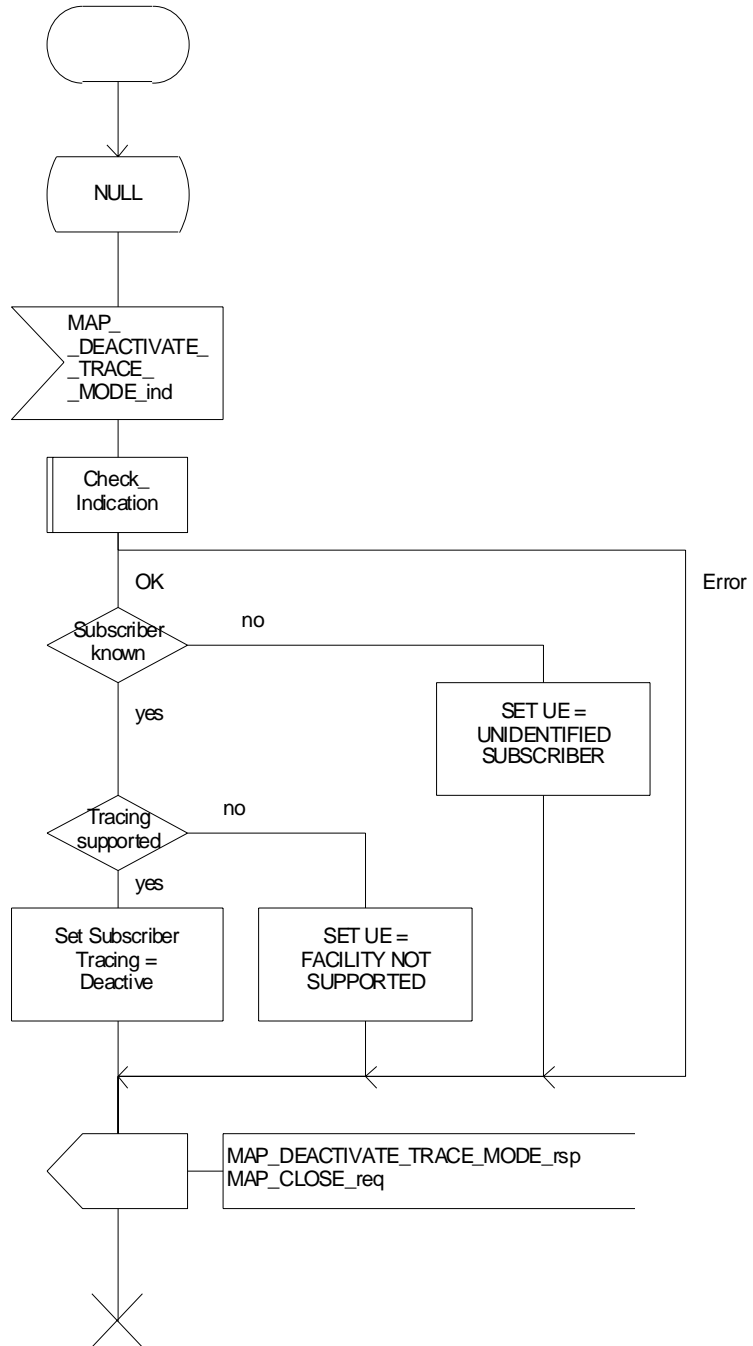 NULL
MAP_
_DEACTIVATE_
_TRACE_
_MODE_ind
Check_
Indication
OK
Error
Subscriber
known
no
yes
SET UE =
UNIDENTIFIED
SUBSCRIBER
Tracing
supported
no
yes
Set Subscriber
Tracing =
Deactive
SET UE =
FACILITY NOT
SUPPORTED
MAP_DEACTIVATE_TRACE_MODE_rsp
MAP_CLOSE_req